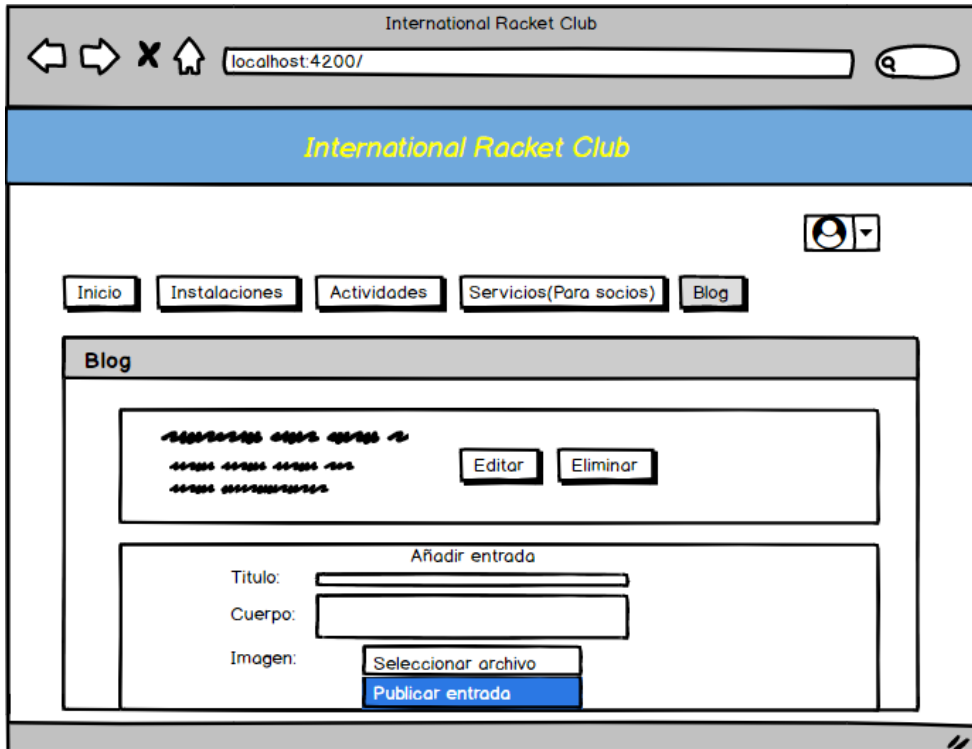 International Racket Club
localhost:4200/
International Racket Club
Inicio Instalaciones Actividades Servicios(Para socios) Blog
Blog
Editar Eliminar
Añadir entrada
Titulo:
Cuerpo:
Imagen: Seleccionar archivo
Publicar entrada